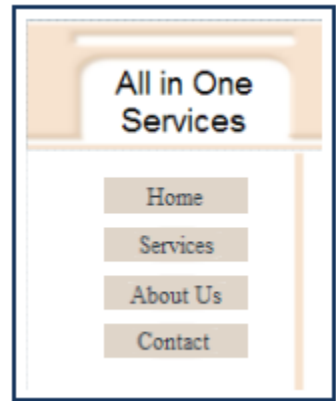 All in One
Services
Home
Services
About Us
Contact